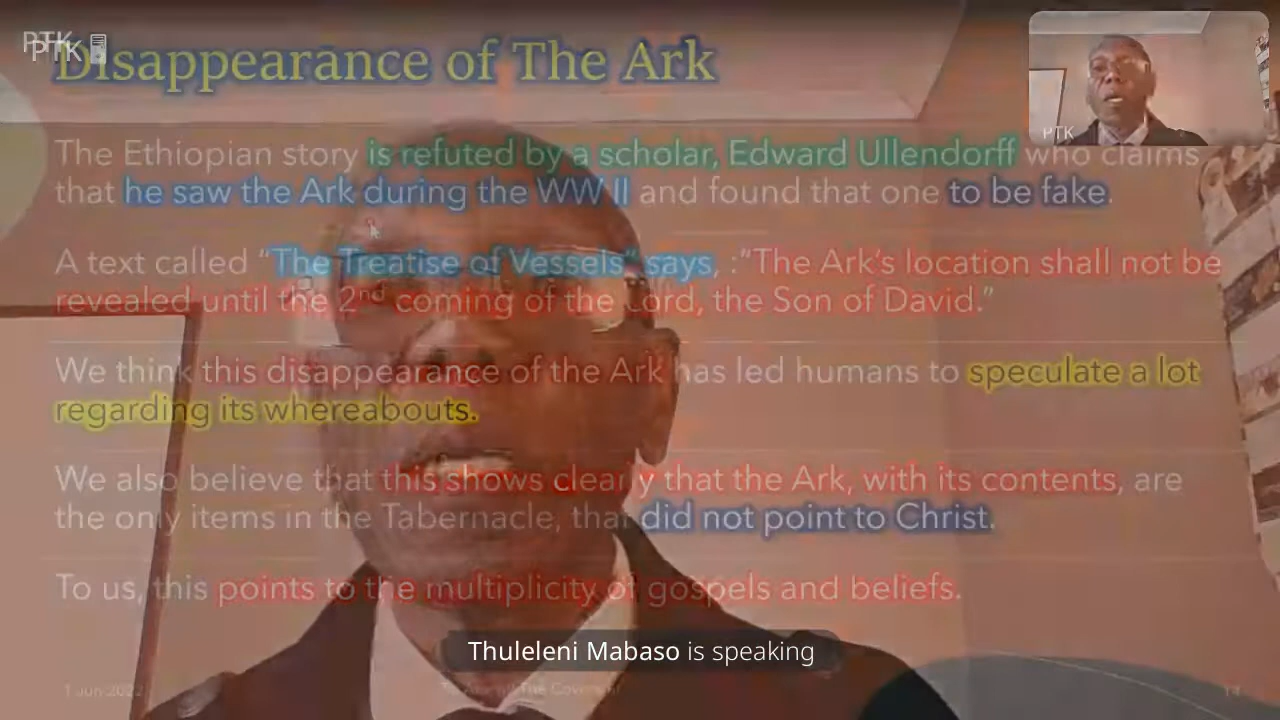 PTK
PTK
Disappearance of The Ark
PTK
The Ethiopian story is refuted by a scholar, Edward Ullendorff who claims
that he saw the Ark during the WW II and found that one to be fake.
A text called “The Treatise of Vessels” says, :”The Ark’s location shall not be
revealed until the 2nd coming of the Lord, the Son of David.”
We think this disappearance of the Ark has led humans to speculate a lot
regarding its whereabouts.
We also believe that this shows clearly that the Ark, with its contents, are
the only items in the Tabernacle, that did not point to Christ.
To us, this points to the multiplicity of gospels and beliefs.
Thuleleni Mabaso is speaking
1 Jun 2022
14